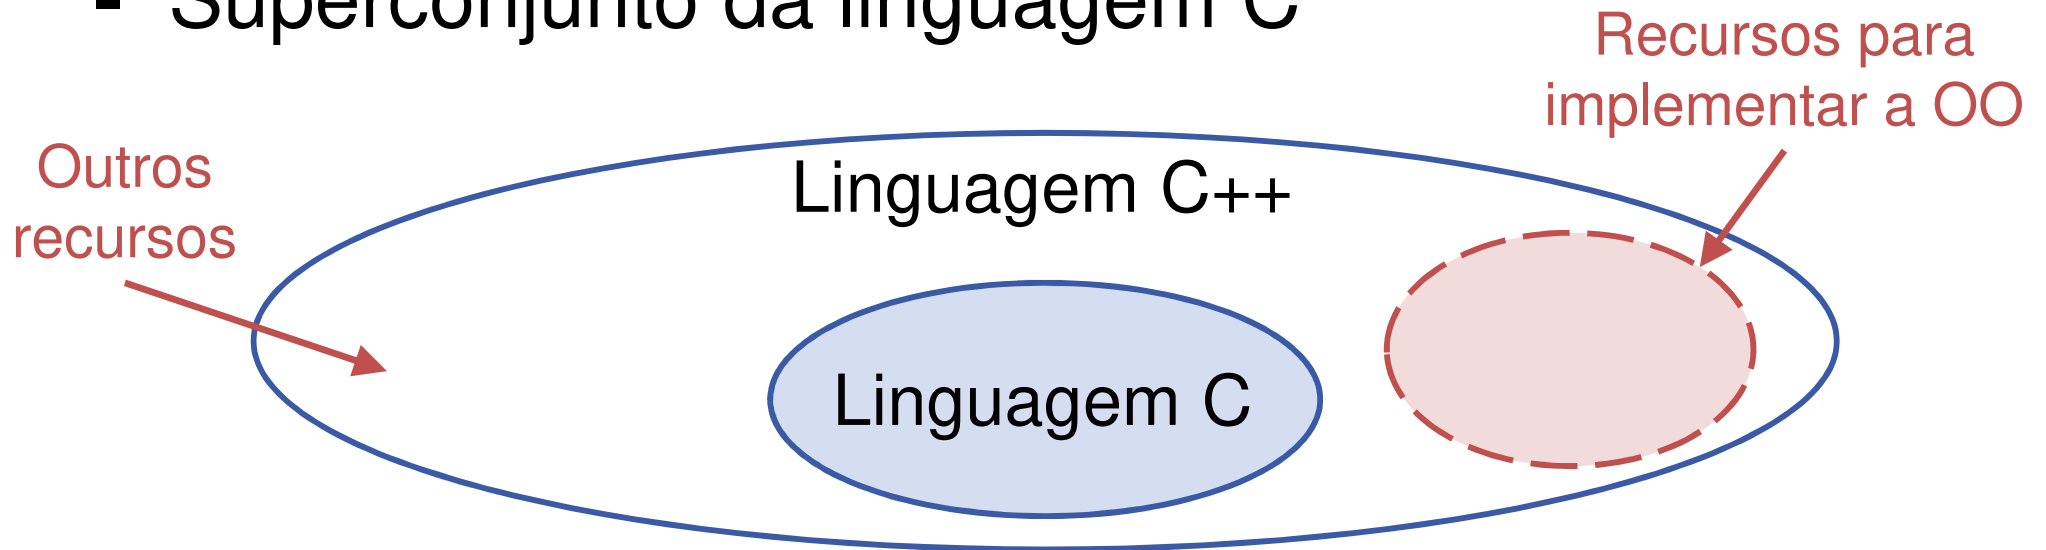 ▪ Superconjunto da linguagem C
Recursos para
implementar a OO
Outros
recursos
Linguagem C++
Linguagem C